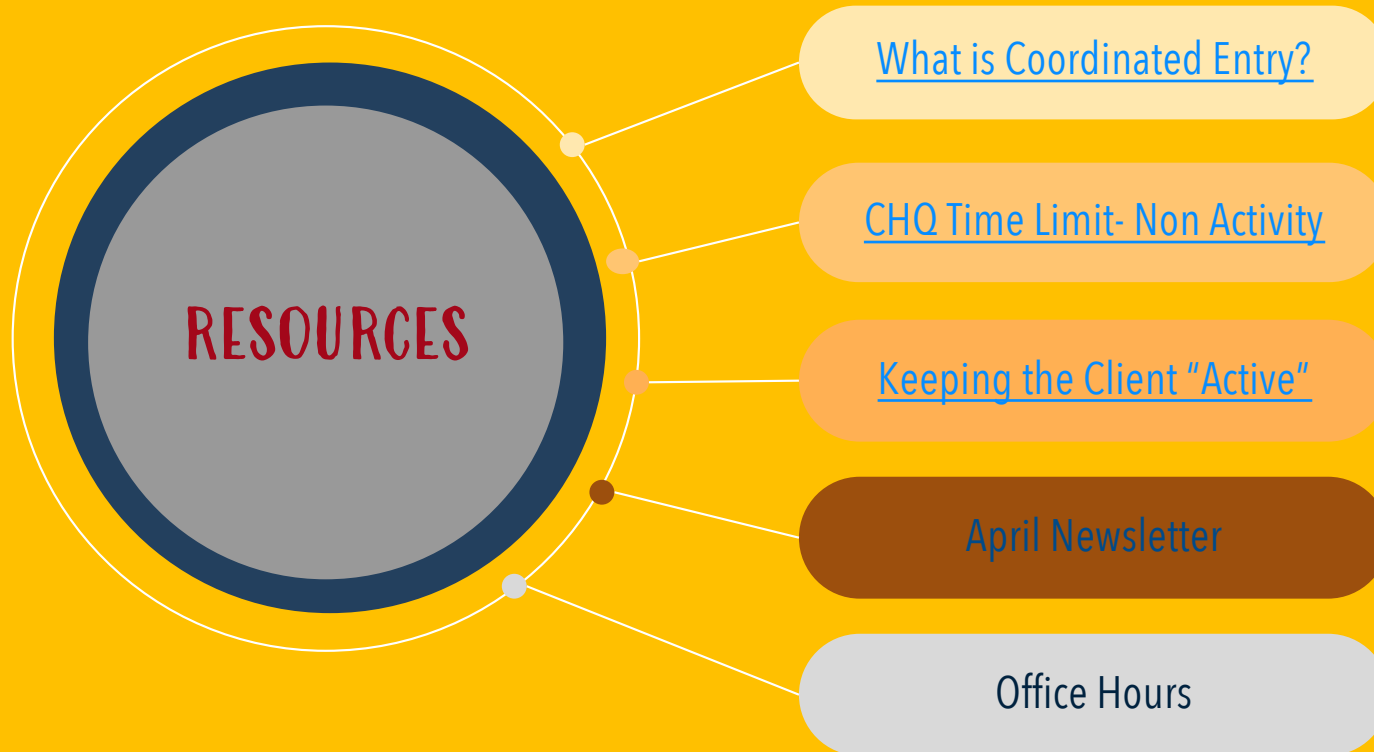 RESOURCES
What is Coordinated Entry?
CHQ Time Limit- Non Activity
Keeping the Client “Active”
April Newsletter
Office Hours